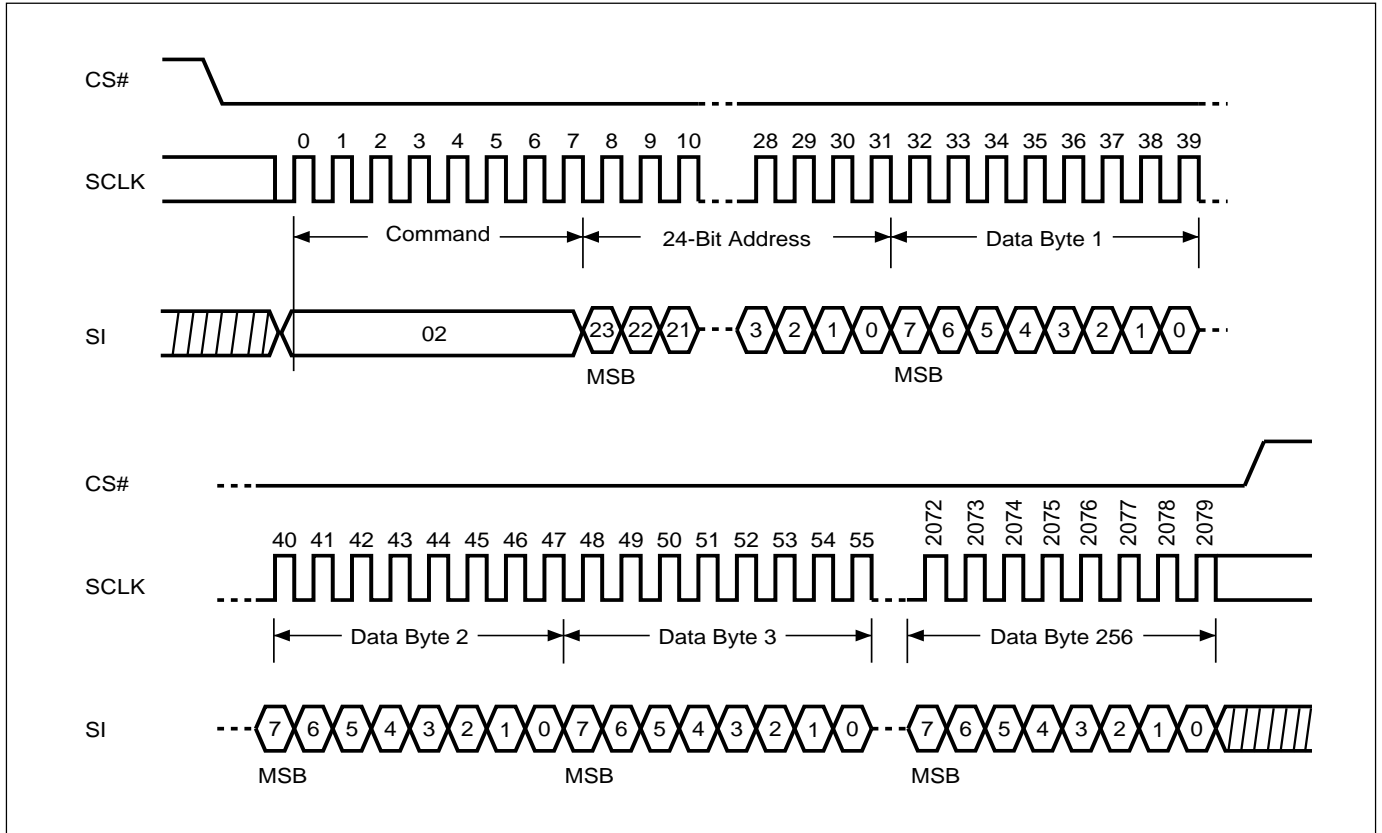 CS#
0 1 2 3 4 5 6 7 8 9 10 28 29 30 31 32 33 34 35 36 37 38 39
SCLK
Command 24-Bit Address Data Byte 1
SI 02 23 22 21 3 2 1 0 7 6 5 4 3 2 1 0
MSB MSB
CS#
40 41 42 43 44 45 46 47 48 49 50 51 52 53 54 55 2072 2073 2074 2075 2076 2077 2078 2079
SCLK
Data Byte 2 Data Byte 3 Data Byte 256
SI 7 6 5 4 3 2 1 0 7 6 5 4 3 2 1 0 7 6 5 4 3 2 1 0
MSB MSB MSB